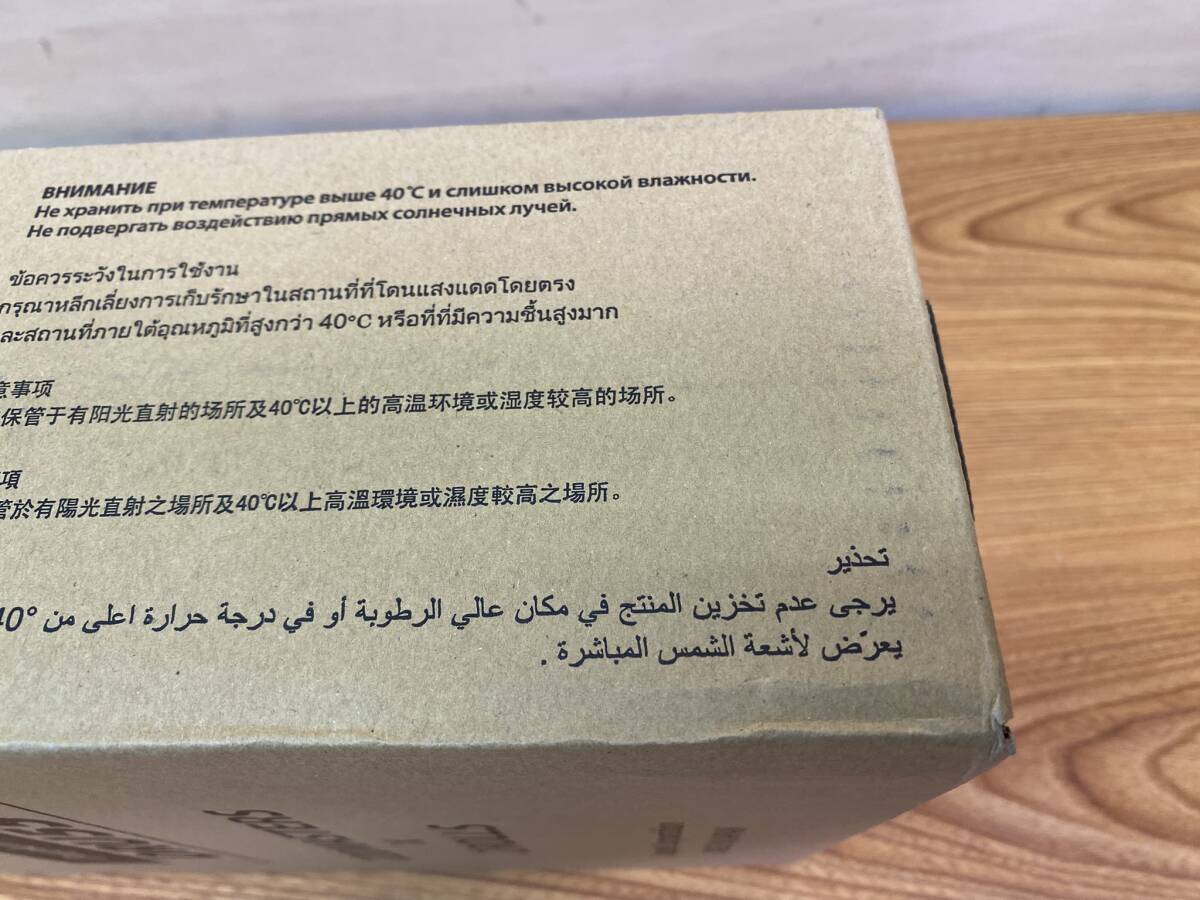 ВНИМАНИЕ
Не хранить при температуре выше 40℃ и слишком высокой влажности.
Не подвергать воздействию прямых солнечных лучей.
ข้อควรระวังในการใช้งาน
กรุณาหลีกเลี่ยงการเก็บรักษาในสถานที่ที่โดนแสงแดดโดยตรง
ละสถานที่ภายใต้อุณหภูมิที่สูงกว่า 40°C หรือที่ที่มีความชื้นสูงมาก
意事项
保管于有阳光直射的场所及40℃以上的高温环境或湿度较高的场所。
項
管於有陽光直射之場所及40℃以上高溫環境或濕度較高之場所。
تحذير
يرجى عدم تخزين المنتج في مكان عالي الرطوبة أو في درجة حرارة اعلى من 40°
يعرّض لأشعة الشمس المباشرة .